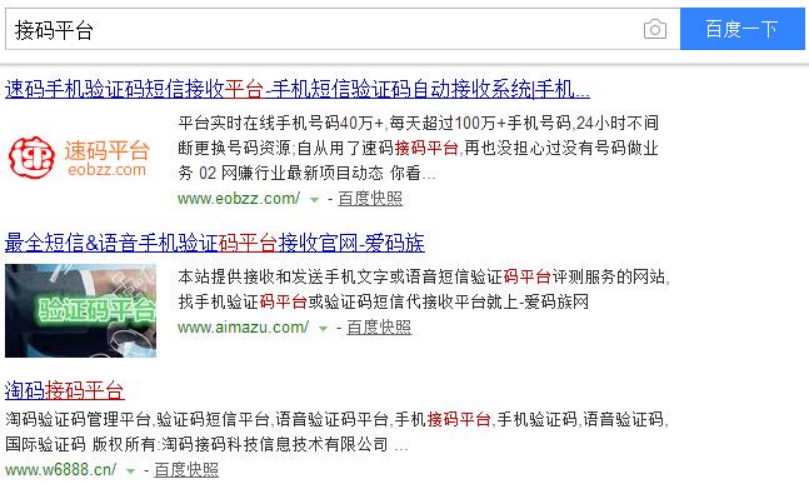 接码平台
百度一下
速码手机验证码短信接收平台-手机短信验证码自动接收系统|手机...
速码平台
eobzz.com
平台实时在线手机号码40万+,每天超过100万+手机号码,24小时不间
断更换号码资源;自从用了速码接码平台,再也没担心过没有号码做业
务 02 网赚行业最新项目动态 你看...
www.eobzz.com/ - 百度快照
最全短信&语音手机验证码平台接收官网-爱码族
验证码平台
本站提供接收和发送手机文字或语音短信验证码平台评测服务的网站,
找手机验证码平台或验证码短信代接收平台就上-爱码族网
www.aimazu.com/ - 百度快照
淘码接码平台
淘码验证码管理平台,验证码短信平台,语音验证码平台,手机接码平台,手机验证码,语音验证码,
国际验证码 版权所有:淘码接码科技信息技术有限公司 ...
www.w6888.cn/ - 百度快照